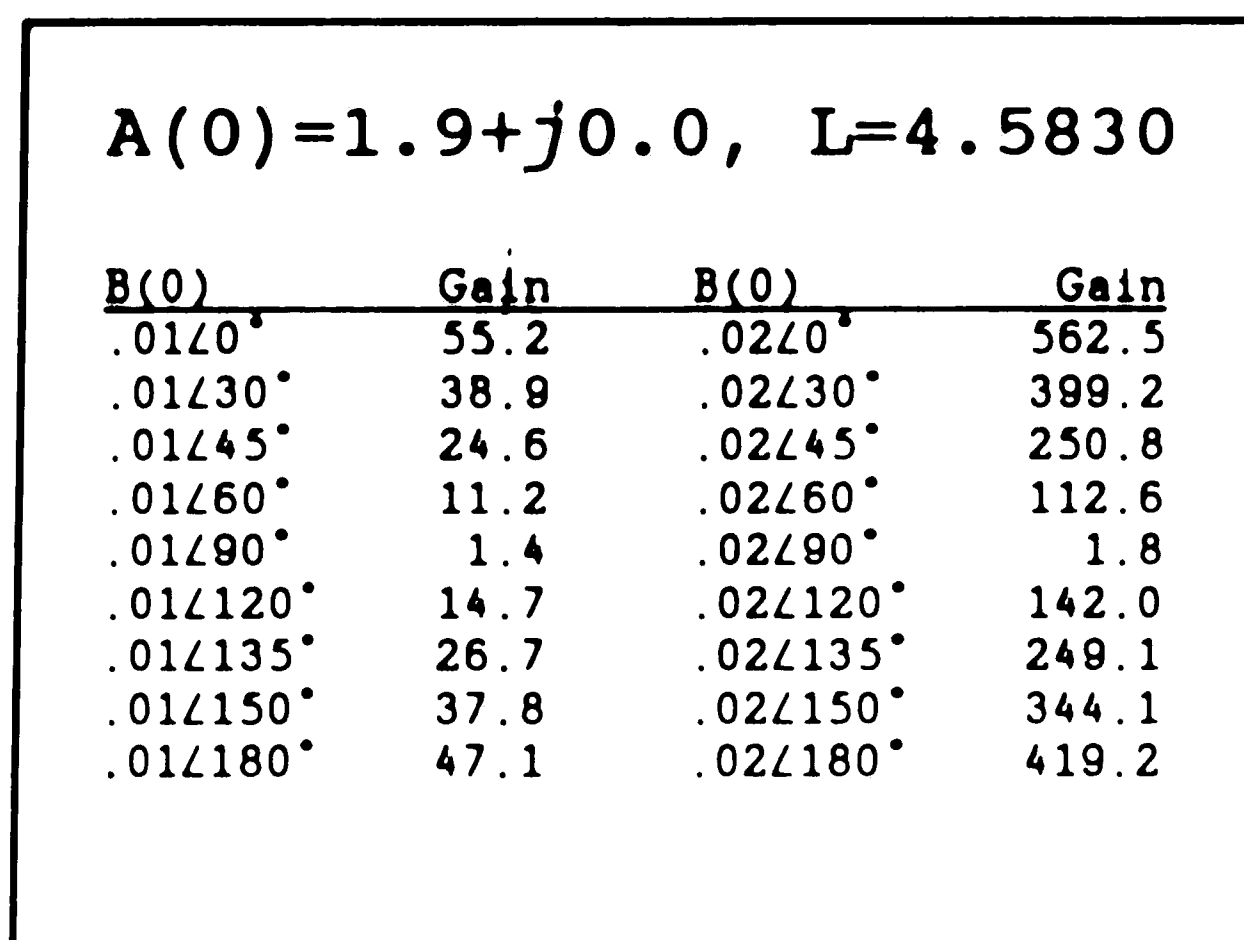 A(0)=1.9+j0.0, L=4.5830
B(0) Gain B(0) Gain
.01∠0° 55.2 .02∠0° 562.5
.01∠30° 38.9 .02∠30° 399.2
.01∠45° 24.6 .02∠45° 250.8
.01∠60° 11.2 .02∠60° 112.6
.01∠90° 1.4 .02∠90° 1.8
.01∠120° 14.7 .02∠120° 142.0
.01∠135° 26.7 .02∠135° 249.1
.01∠150° 37.8 .02∠150° 344.1
.01∠180° 47.1 .02∠180° 419.2